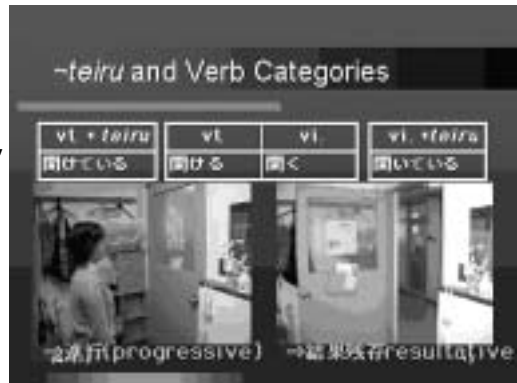 ~teiru and Verb Categories
vt. + teiru vt. vi. vi. +teiru
開けている 開ける 開く 開いている
(progressive) ⇒結果残存resultative